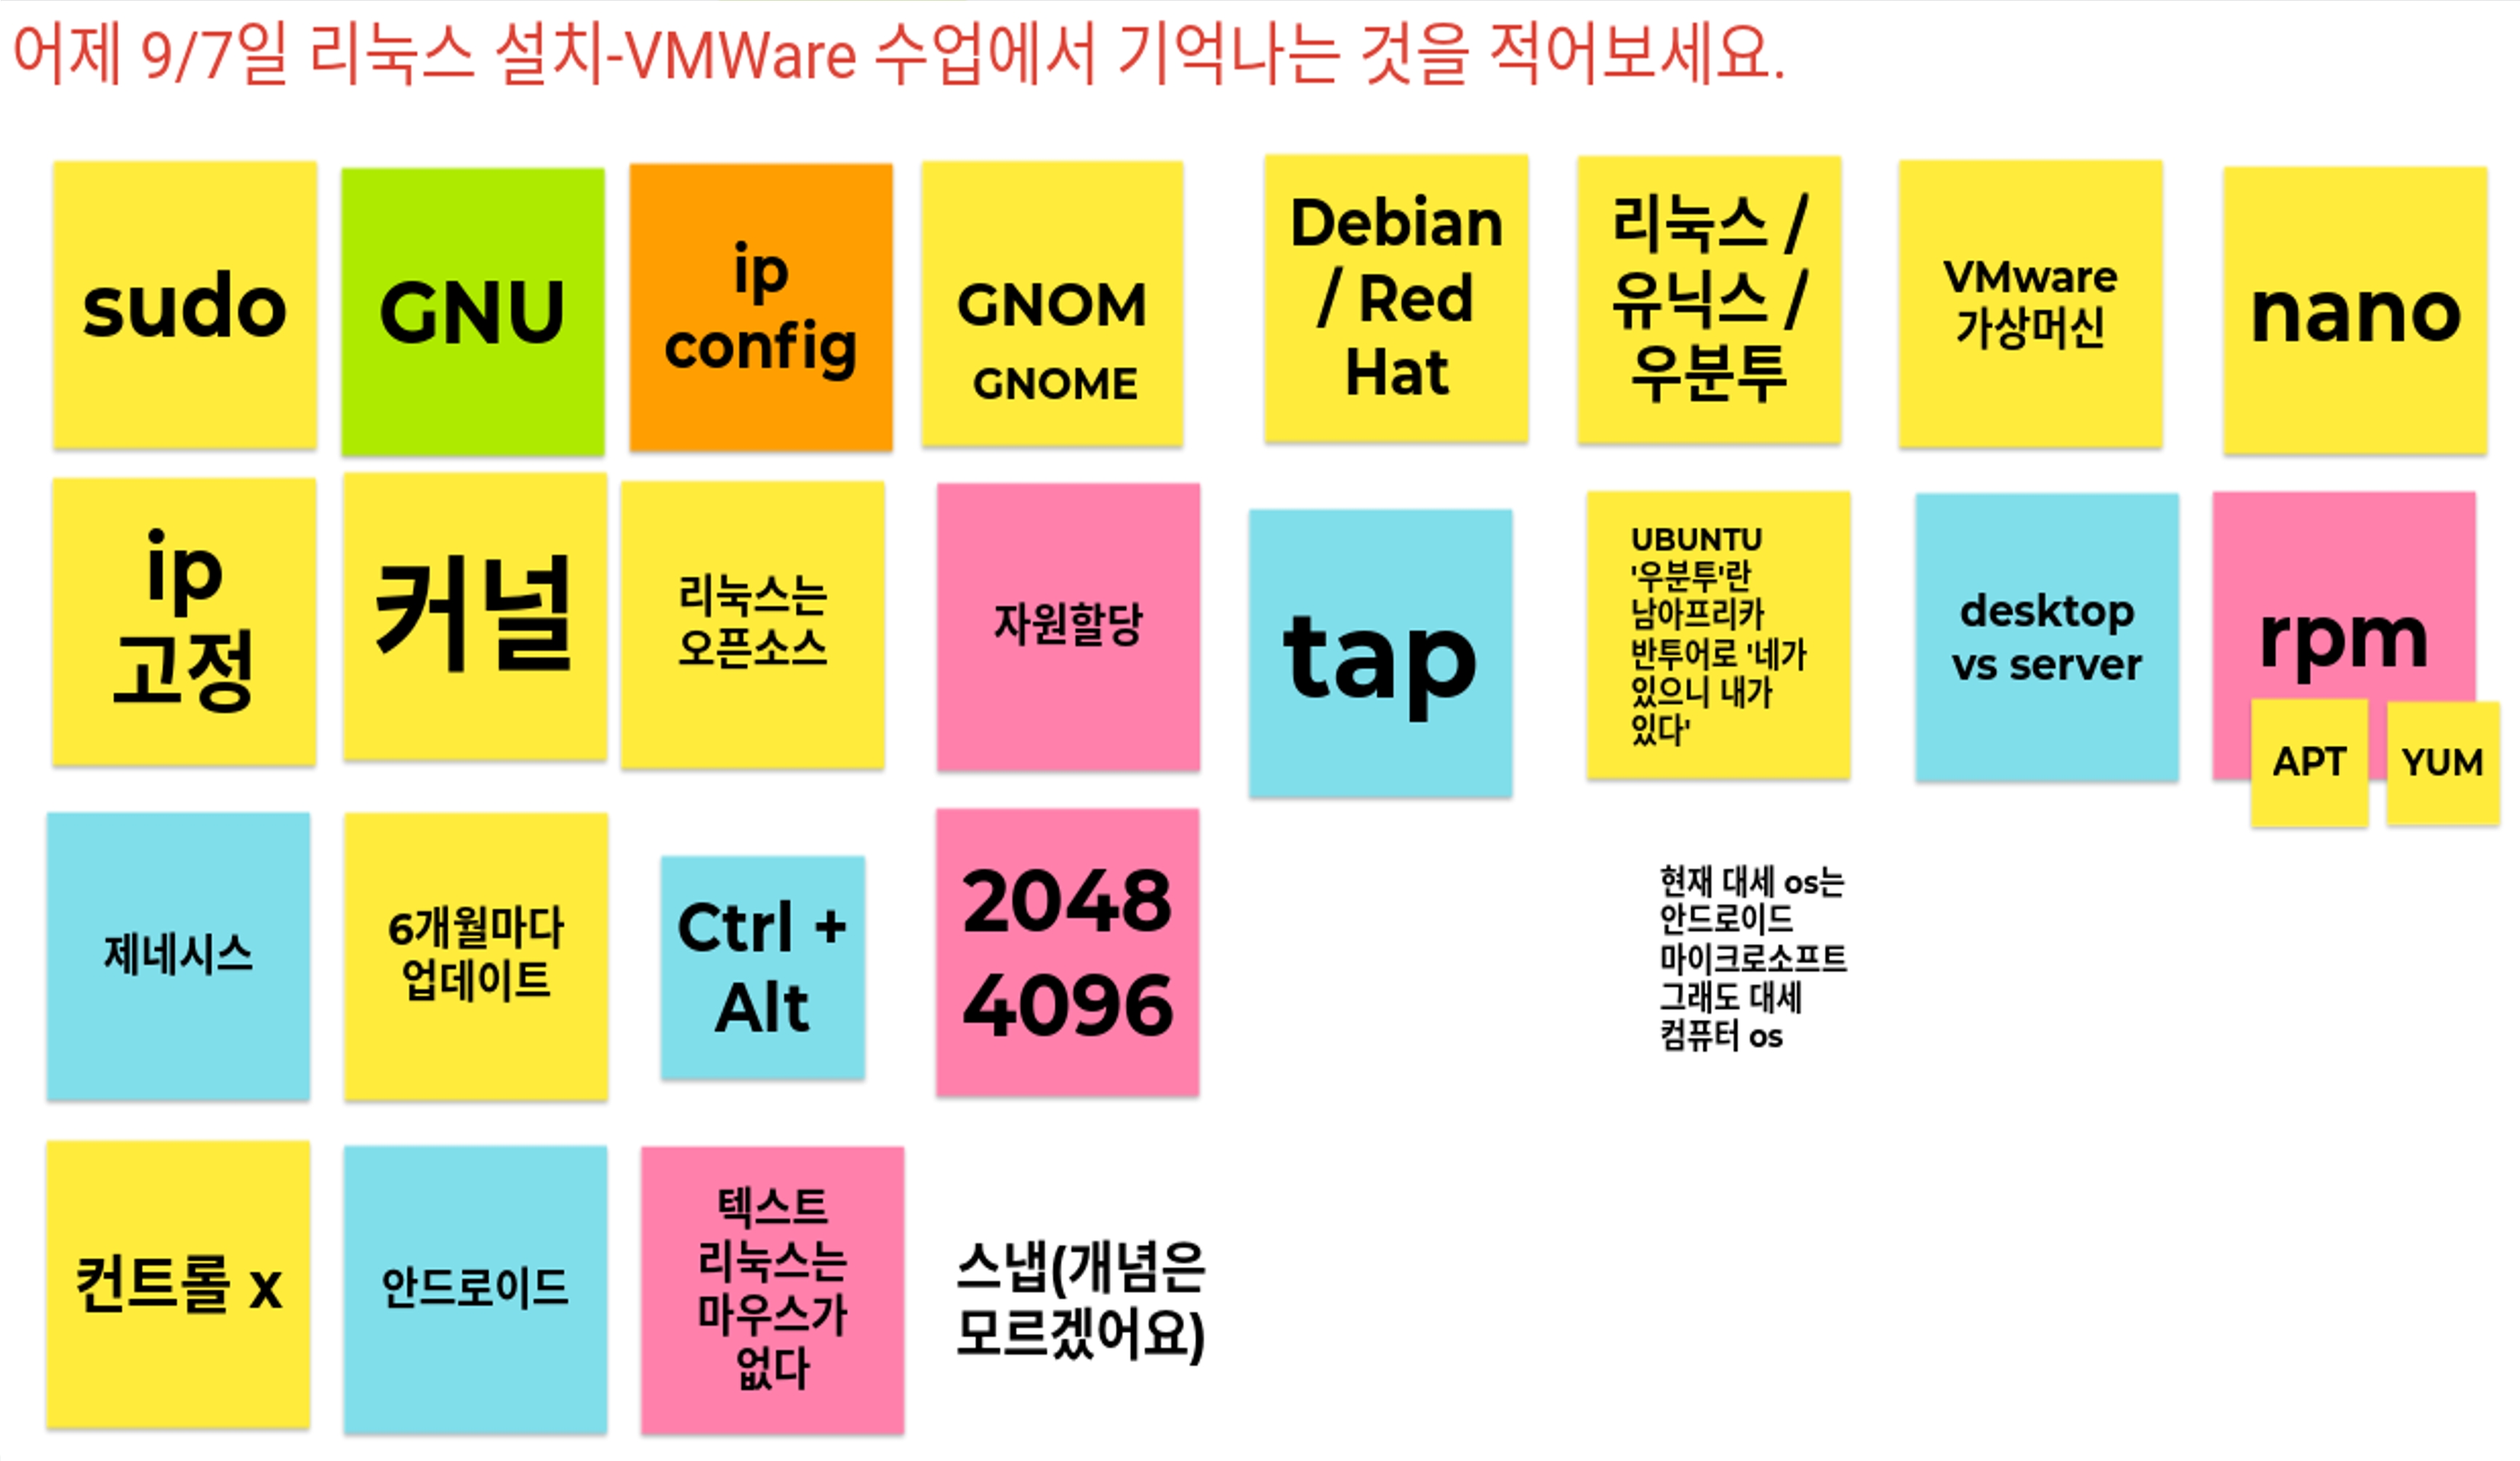 어제 9/7일 리눅스 설치-VMWare 수업에서 기억나는 것을 적어보세요.
sudo
GNU
ip
config
GNOM
GNOME
Debian
/ Red
Hat
리눅스 /
유닉스 /
우분투
VMware
가상머신
nano
ip
고정
커널
리눅스는
오픈소스
자원할당
tap
UBUNTU
'우분투'란
남아프리카
반투어로 '네가
있으니 내가
있다'
desktop
vs server
rpm
APT
YUM
제네시스
6개월마다
업데이트
Ctrl +
Alt
2048
4096
현재 대세 os는
안드로이드
마이크로소프트
그래도 대세
컴퓨터 os
컨트롤 x
안드로이드
텍스트
리눅스는
마우스가
없다
스냅(개념은
모르겠어요)